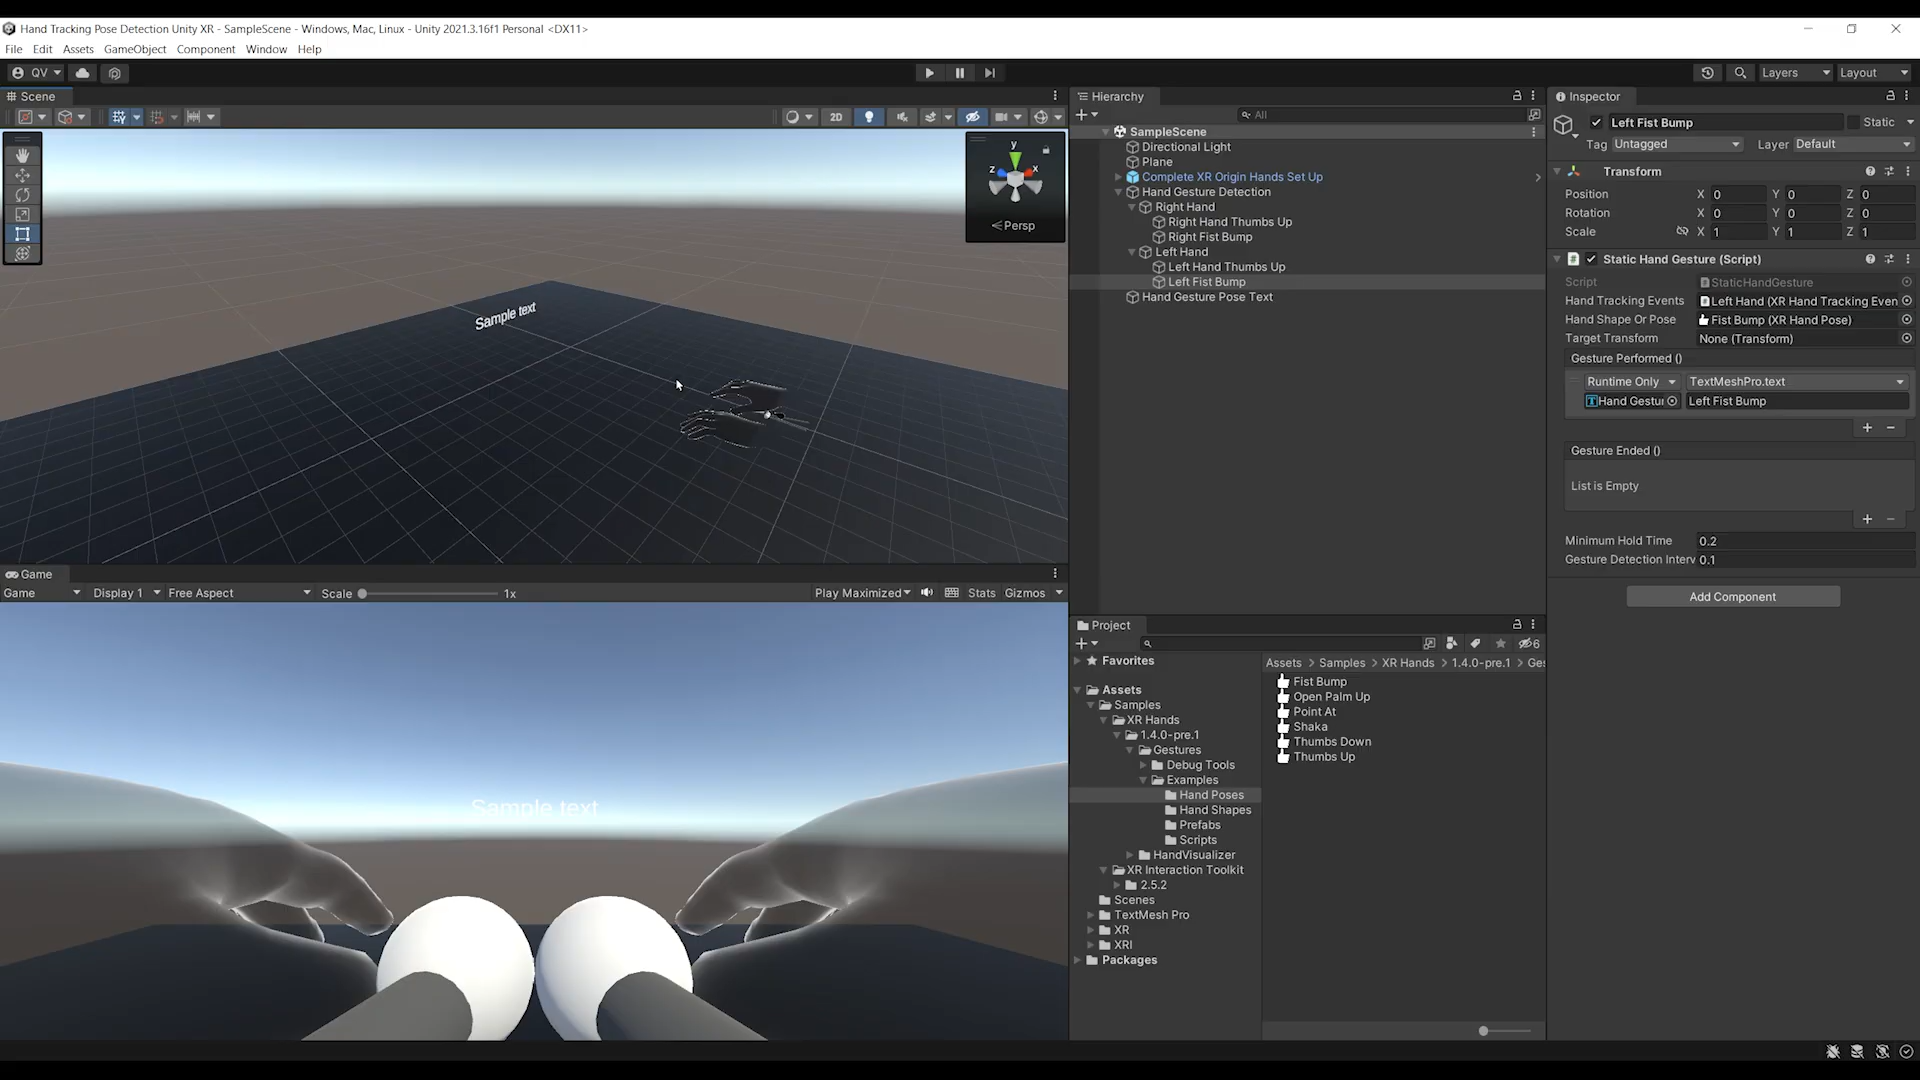 Hand Tracking Pose Detection Unity XR - SampleScene - Windows, Mac, Linux - Unity 2021.3.16f1 Personal <DX11>
File Edit Assets GameObject Component Window Help
QV
Layers Layout
Scene
2D
y
z x
Persp
Sample text
Game
Game Display 1 Free Aspect Scale 1x Play Maximized Stats Gizmos
Sample text
Hierarchy
All
SampleScene
Directional Light
Plane
Complete XR Origin Hands Set Up
Hand Gesture Detection
Right Hand
Right Hand Thumbs Up
Right Fist Bump
Left Hand
Left Hand Thumbs Up
Left Fist Bump
Hand Gesture Pose Text
Project
6
Favorites
Assets
Samples
XR Hands
1.4.0-pre.1
Gestures
Debug Tools
Examples
Hand Poses
Hand Shapes
Prefabs
Scripts
HandVisualizer
XR Interaction Toolkit
2.5.2
Scenes
TextMesh Pro
XR
XRI
Packages
Assets > Samples > XR Hands > 1.4.0-pre.1 > Ges
Fist Bump
Open Palm Up
Point At
Shaka
Thumbs Down
Thumbs Up
Inspector
Left Fist Bump Static
Tag Untagged Layer Default
Transform
Position X 0 Y 0 Z 0
Rotation X 0 Y 0 Z 0
Scale X 1 Y 1 Z 1
Static Hand Gesture (Script)
Script StaticHandGesture
Hand Tracking Events Left Hand (XR Hand Tracking Even
Hand Shape Or Pose Fist Bump (XR Hand Pose)
Target Transform None (Transform)
Gesture Performed ()
Runtime Only TextMeshPro.text
Hand Gestur Left Fist Bump
Gesture Ended ()
List is Empty
Minimum Hold Time 0.2
Gesture Detection Interv 0.1
Add Component